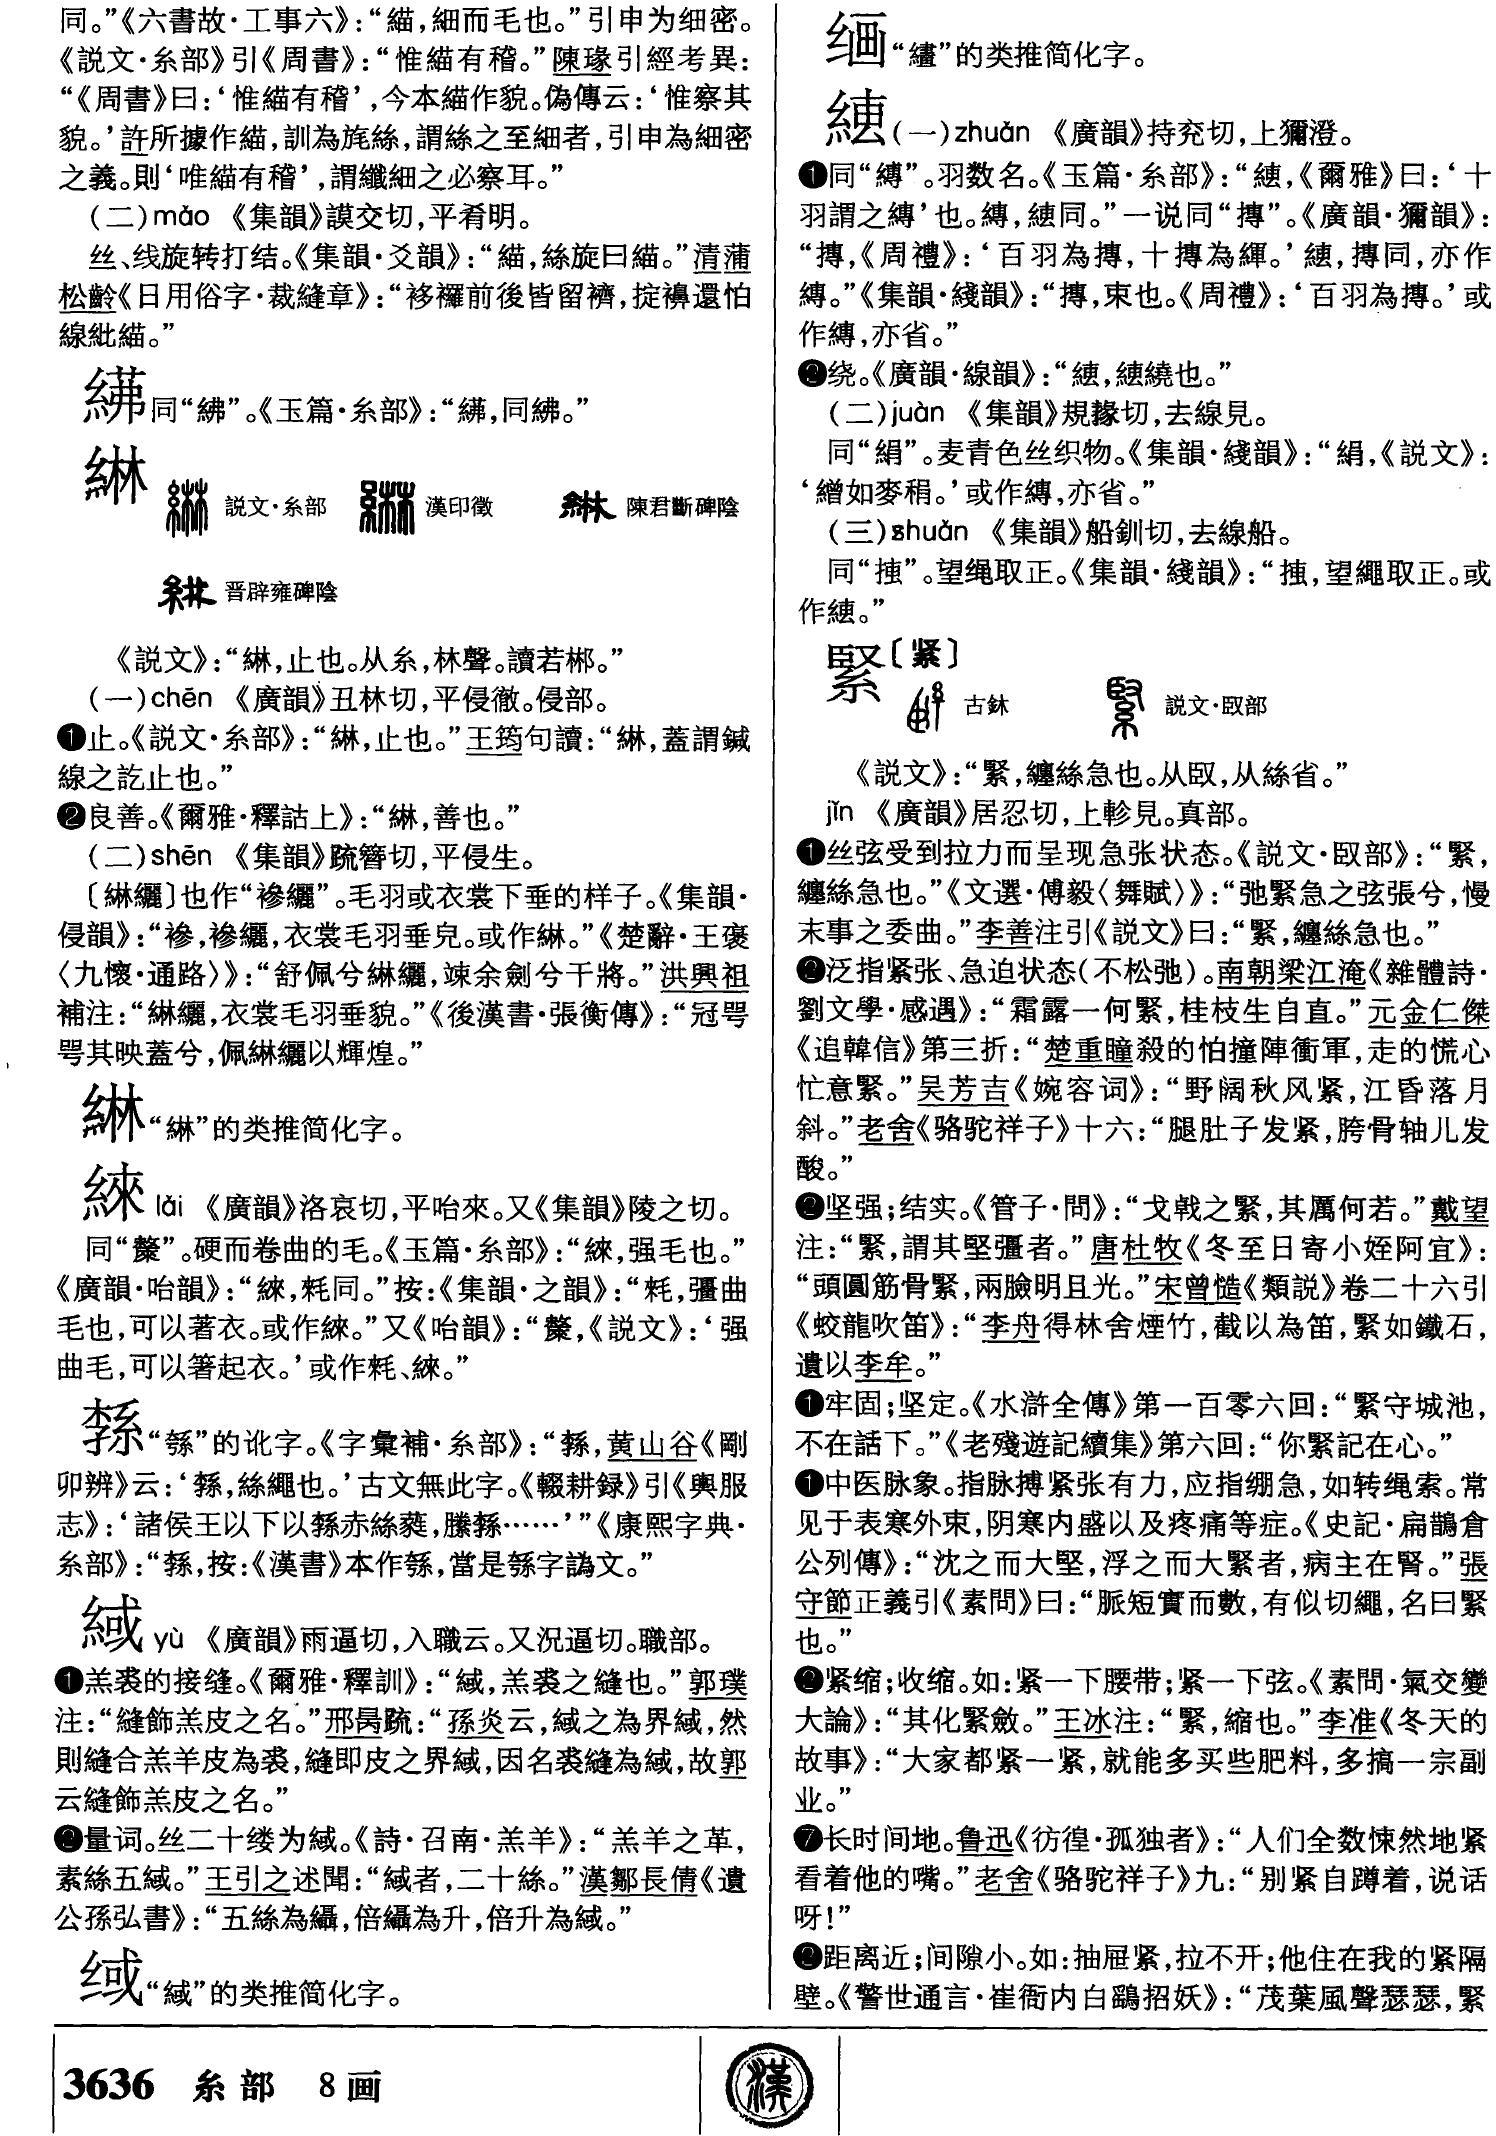 同。”《六書故·工事六》：“緢，細而毛也。”引申为细密。
《説文·糸部》引《周書》：“惟緢有稽。”陳瑑引經考異：
“《周書》曰：‘惟緢有稽’，今本緢作貌。偽傳云：‘惟察其
貌。’許所據作緢，訓為旄絲，謂絲之至細者，引申為細密
之義。則‘唯緢有稽’，謂纖細之必察耳。”
（二）mǎo 《集韻》謨交切，平肴明。
丝、线旋转打结。《集韻·爻韻》：“緢，絲旋曰緢。”清蒲
松齡《日用俗字·裁縫章》：“袳襬前後皆留𧞓，掟襷還怕
線紕緢。”
同“紼”。《玉篇·糸部》：“䋨，同紼。”
綝
説文·糸部 漢印徵 陳君斷碑陰
晋辟雍碑陰
《説文》：“綝，止也。从糸，林聲。讀若郴。”
（一）chēn 《廣韻》丑林切，平侵徹。侵部。
❶止。《説文·糸部》：“綝，止也。”王筠句讀：“綝，蓋謂鍼
線之訖止也。”
❷良善。《爾雅·釋詁上》：“綝，善也。”
（二）shēn 《集韻》疏簪切，平侵生。
〔綝纚〕也作“襂纚”。毛羽或衣裳下垂的样子。《集韻·
侵韻》：“襂，襂纚，衣裳毛羽垂皃。或作綝。”《楚辭·王褒
〈九懷·通路〉》：“舒佩兮綝纚，竦余劍兮干將。”洪興祖
補注：“綝纚，衣裳毛羽垂貌。”《後漢書·張衡傳》：“冠咢
咢其映蓋兮，佩綝纚以輝煌。”
“綝”的类推简化字。
練 lái 《廣韻》洛哀切，平咍來。又《集韻》陵之切。
同“斄”。硬而卷曲的毛。《玉篇·糸部》：“䋱，强毛也。”
《廣韻·咍韻》：“䋱，㲞同。”按：《集韻·之韻》：“㲞，彊曲
毛也，可以著衣。或作䋱。”又《咍韻》：“斄，《説文》：‘强
曲毛，可以箸起衣。’或作㲞、䋱。”
“綔”的讹字。《字彙補·糸部》：“，黄山谷《剛
卯辨》云：‘，絲繩也。’古文無此字。《輟耕録》引《輿服
志》：‘諸侯王以下以赤絲蕤，縢……’”《康熙字典·
糸部》：“，按：《漢書》本作，當是字譌文。”
緎 yù 《廣韻》雨逼切，入職云。又况逼切。職部。
❶羔裘的接缝。《爾雅·釋訓》：“緎，羔裘之縫也。”郭璞
注：“縫飾羔皮之名。”邢昺疏：“孫炎云，緎之為界緎，然
則縫合羔羊皮為裘，縫即皮之界緎，因名裘縫為緎，故郭
云縫飾羔皮之名。”
❷量词。丝二十缕为緎。《詩·召南·羔羊》：“羔羊之革，
素絲五緎。”王引之述聞：“緎者，二十絲。”漢鄒長倩《遺
公孫弘書》：“五絲為䌰，倍䌰為升，倍升為緎。”
“緎”的类推简化字。
缅“䌰”的类推简化字。
䋎（一）zhuǎn 《廣韻》持兖切，上獮澄。
❶同“縳”。羽数名。《玉篇·糸部》：“，《爾雅》曰：‘十
羽謂之縳’也。縳，同。”一说同“摶”。《廣韻·獮韻》：
“摶，《周禮》：‘百羽為摶，十摶為緷。’，摶同，亦作
縳。”《集韻·綫韻》：“摶，束也。《周禮》：‘百羽為摶。’或
作縳，亦省。”
❷绕。《廣韻·線韻》：“，繞也。”
（二）juàn 《集韻》規掾切，去線見。
同“絹”。麦青色丝织物。《集韻·綫韻》：“絹，《説文》：
‘繒如麥稍。’或作縳，亦省。”
（三）shuǎn 《集韻》船釧切，去線船。
同“”。望绳取正。《集韻·綫韻》：“，望繩取正。或
作。”
緊〔紧〕
古鉢 説文·臤部
《説文》：“緊，纏絲急也。从臤，从絲省。”
jǐn 《廣韻》居忍切，上軫見。真部。
❶丝弦受到拉力而呈现急张状态。《説文·臤部》：“緊，
纏絲急也。”《文選·傅毅〈舞賦〉》：“弛緊急之弦張兮，慢
末事之委曲。”李善注引《説文》曰：“緊，纏絲急也。”
❷泛指紧张、急迫状态（不松弛）。南朝梁江淹《雜體詩·
劉文學·感遇》：“霜露一何緊，桂枝生自直。”元金仁傑
《追韓信》第三折：“楚重瞳殺的怕撞陣衝軍，走的慌心
忙意緊。”吴芳吉《婉容词》：“野阔秋风紧，江昏落月
斜。”老舍《骆驼祥子》十六：“腿肚子发紧，胯骨轴儿发
酸。”
❷坚强；结实。《管子·問》：“戈戟之緊，其厲何若。”戴望
注：“緊，謂其堅彊者。”唐杜牧《冬至日寄小姪阿宜》：
“頭圓筋骨緊，兩臉明且光。”宋曾慥《類説》卷二十六引
《蛟龍吹笛》：“李舟得林舍煙竹，截以為笛，緊如鐵石，
遺以李牟。”
❶牢固；坚定。《水滸全傳》第一百零六回：“緊守城池，
不在話下。”《老殘遊記續集》第六回：“你緊記在心。”
❶中医脉象。指脉搏紧张有力，应指绷急，如转绳索。常
见于表寒外束，阴寒内盛以及疼痛等症。《史記·扁鵲倉
公列傳》：“沈之而大堅，浮之而大緊者，病主在腎。”張
守節正義引《素問》曰：“脈短實而數，有似切繩，名曰緊
也。”
❷紧缩；收缩。如：紧一下腰带；紧一下弦。《素問·氣交變
大論》：“其化緊斂。”王冰注：“緊，縮也。”李准《冬天的
故事》：“大家都紧一紧，就能多买些肥料，多搞一宗副
业。”
❼长时间地。鲁迅《彷徨·孤独者》：“人们全数悚然地紧
看着他的嘴。”老舍《骆驼祥子》九：“别紧自蹲着，说话
呀！”
❷距离近；间隙小。如：抽屉紧，拉不开；他住在我的紧隔
壁。《警世通言·崔衙内白鷂招妖》：“茂葉風聲瑟瑟，緊
3636 糸部 8画
漢